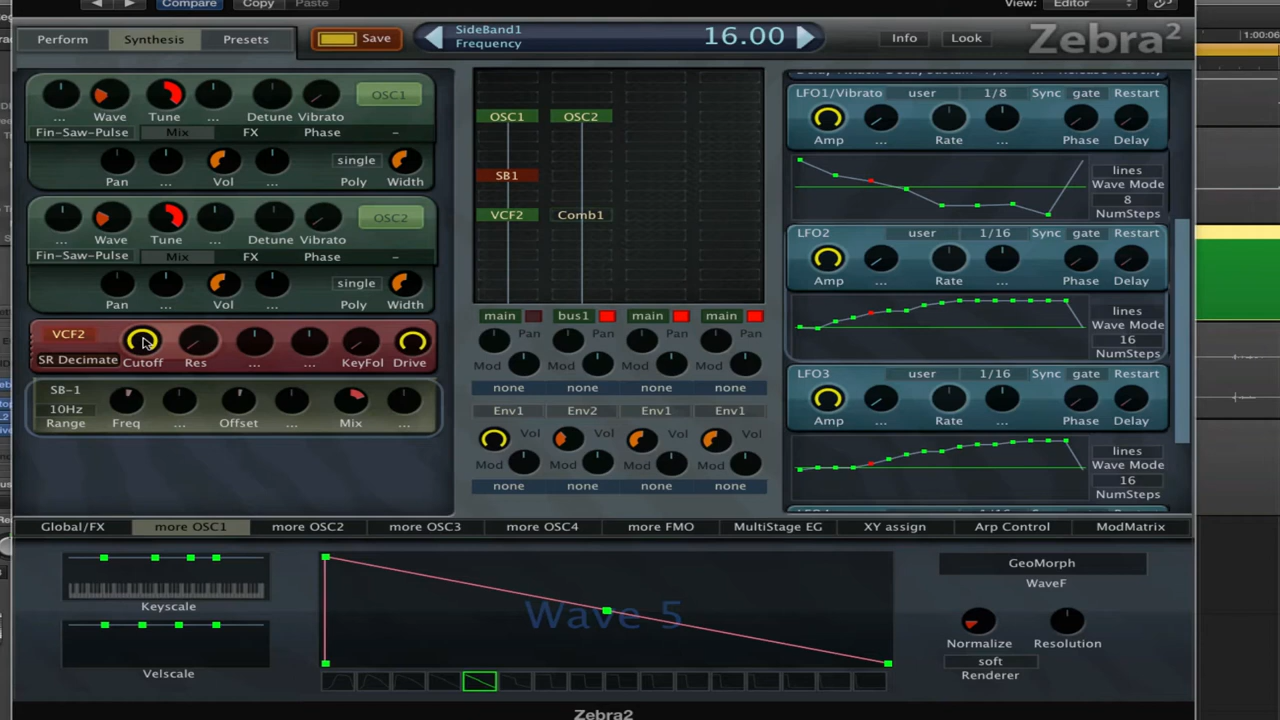 Compare Copy Paste View: Editor
Perform Synthesis Presets Save
SideBand1
Frequency
16.00
Info Look Zebra2
1:00:06
OSC1
Wave Tune ... Detune Vibrato
...
Fin-Saw-Pulse Mix FX Phase –
single
Pan ... Vol ... Poly Width
OSC2
... Wave Tune ... Detune Vibrato
Fin-Saw-Pulse Mix FX Phase –
single
Pan ... Vol ... Poly Width
VCF2
SR Decimate Cutoff Res ... ... KeyFol Drive
SB-1
10Hz
Range Freq ... Offset ... Mix ...
OSC1 OSC2
SB1
VCF2 Comb1
main bus1 main main
Pan Pan Pan Pan
Mod Mod Mod Mod
none none none none
Env1 Env2 Env1 Env1
Vol Vol Vol Vol
Mod Mod Mod Mod
none none none none
LFO1/Vibrato user 1/8 Sync gate Restart
Amp ... Rate ... Phase Delay
lines
Wave Mode
8
NumSteps
LFO2 user 1/16 Sync gate Restart
Amp ... Rate ... Phase Delay
lines
Wave Mode
16
NumSteps
LFO3 user 1/16 Sync gate Restart
Amp ... Rate ... Phase Delay
lines
Wave Mode
16
NumSteps
Global/FX more OSC1 more OSC2 more OSC3 more OSC4 more FMO MultiStage EG XY assign Arp Control ModMatrix
Keyscale
Velscale
Wave 5
GeoMorph
WaveF
Normalize Resolution
soft
Renderer
Zebra2